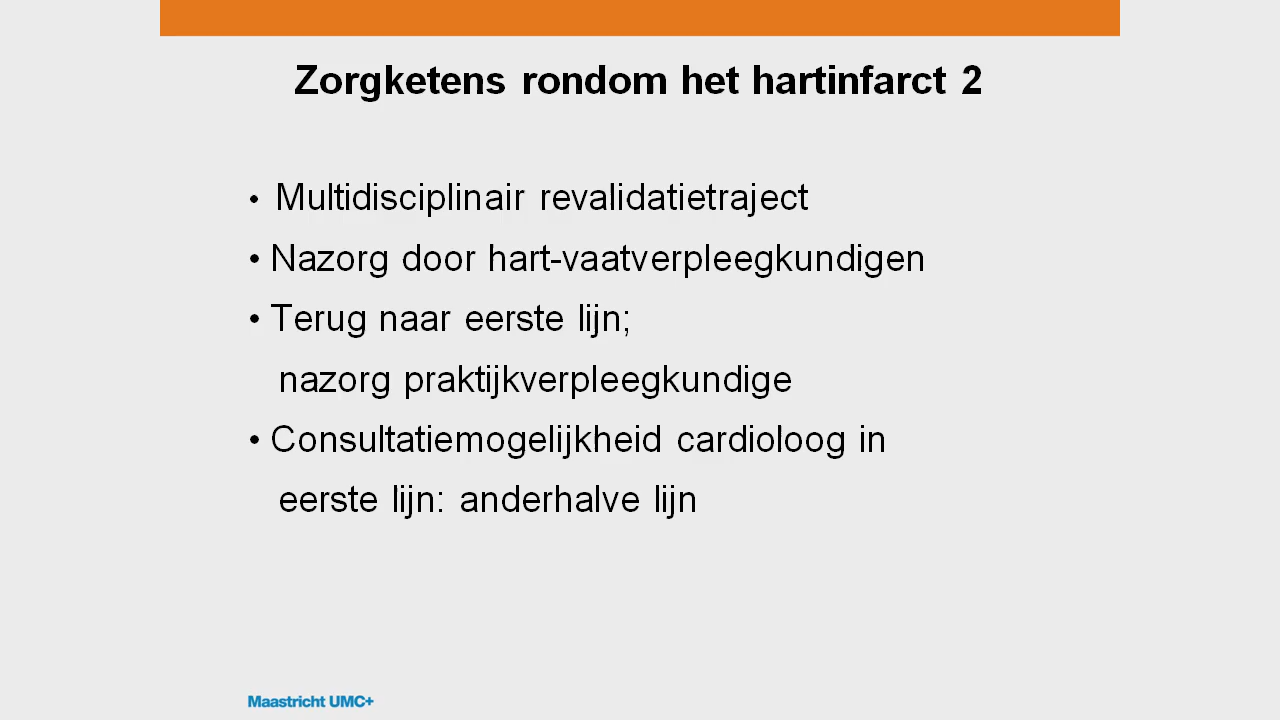 Zorgketens rondom het hartinfarct 2
• Multidisciplinair revalidatietraject
• Nazorg door hart-vaatverpleegkundigen
• Terug naar eerste lijn;
nazorg praktijkverpleegkundige
• Consultatiemogelijkheid cardioloog in
eerste lijn: anderhalve lijn
Maastricht UMC+